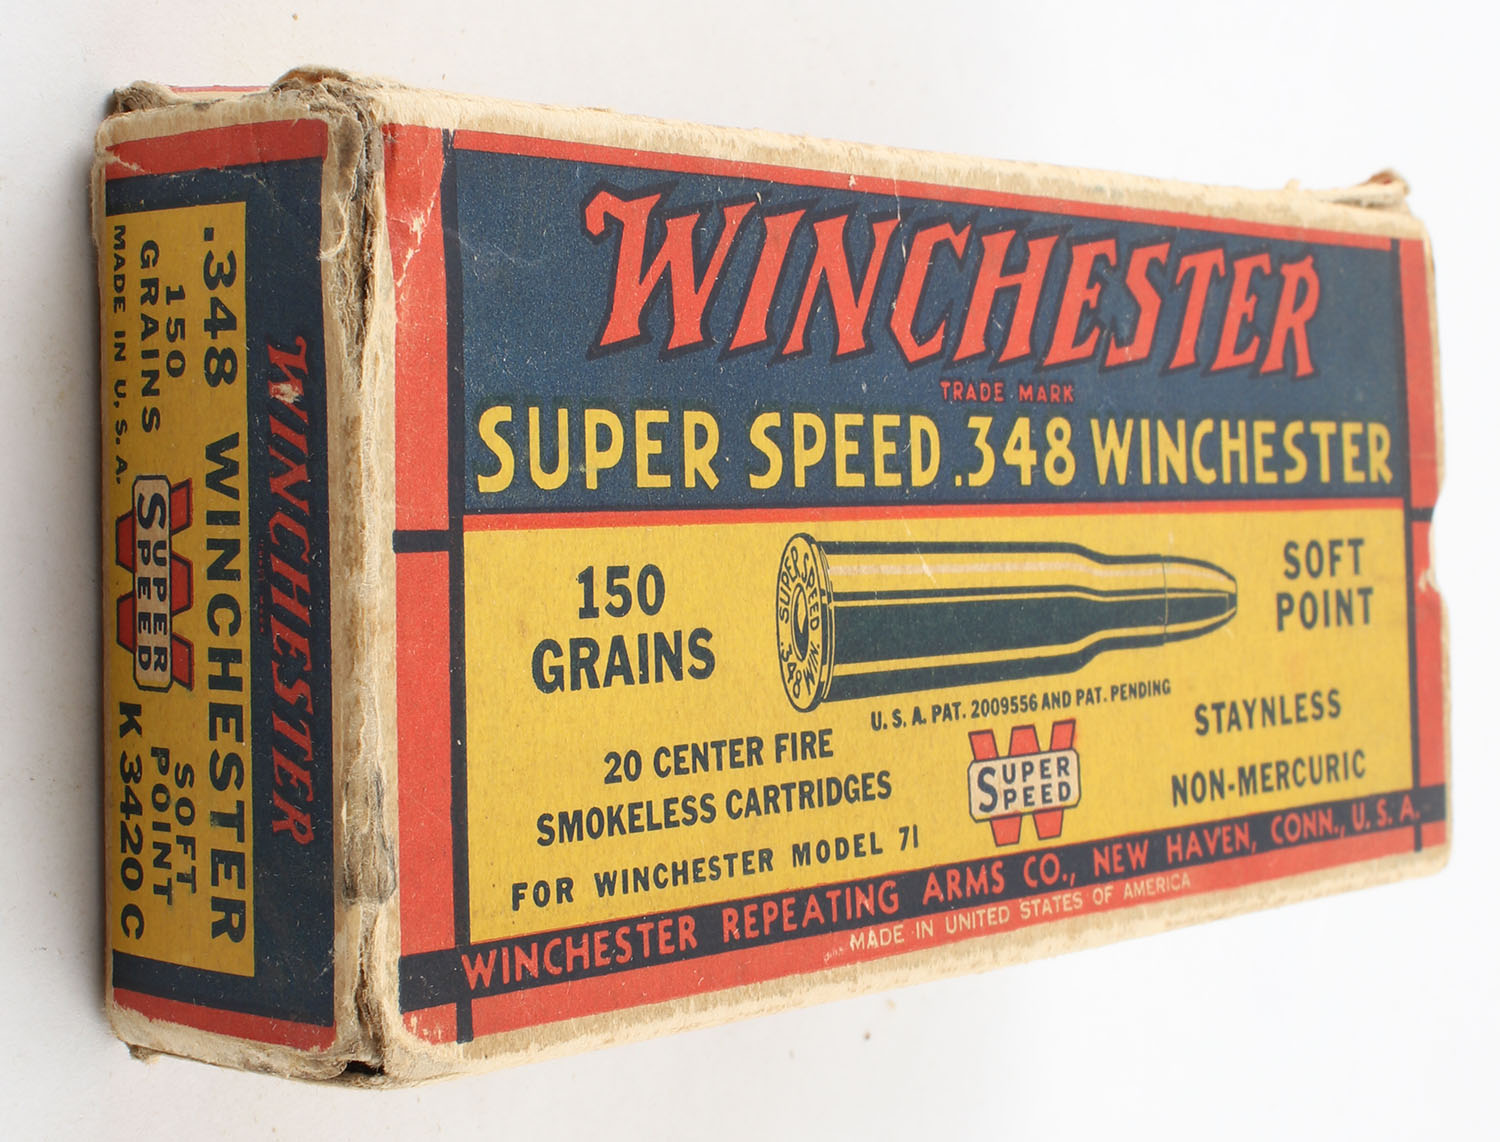 WINCHESTER
TRADE MARK
SUPER SPEED .348 WINCHESTER
150
GRAINS
SUPER SPEED
.348 WIN
SOFT
POINT
U. S. A. PAT. 2009556 AND PAT. PENDING
20 CENTER FIRE
SMOKELESS CARTRIDGES
FOR WINCHESTER MODEL 71
SUPER
SPEED
STAYNLESS
NON-MERCURIC
WINCHESTER REPEATING ARMS CO., NEW HAVEN, CONN., U. S. A.
MADE IN UNITED STATES OF AMERICA
WINCHESTER
.348 WINCHESTER
150
GRAINS
SUPER
SPEED
SOFT
POINT
MADE IN U. S. A.
K 3420 C